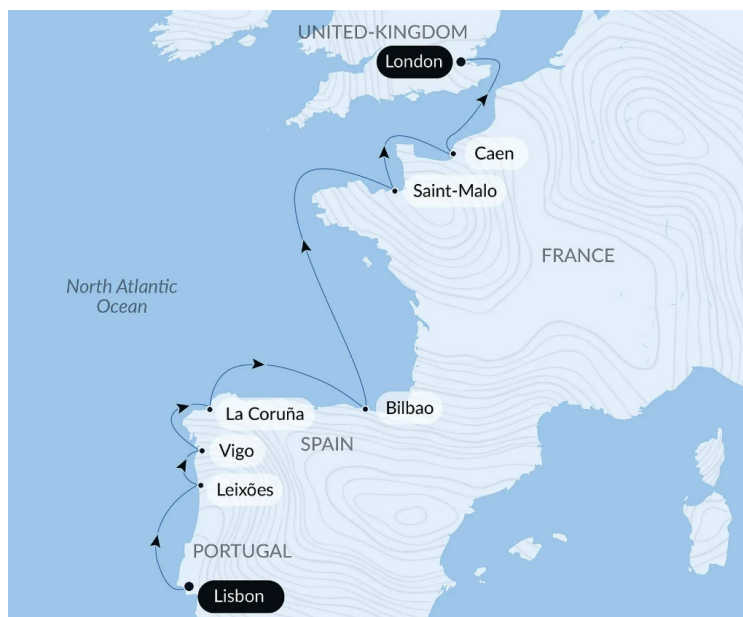 UNITED-KINGDOM
London
Caen
Saint-Malo
FRANCE
North Atlantic
Ocean
La Coruña
Bilbao
SPAIN
Vigo
Leixões
PORTUGAL
Lisbon